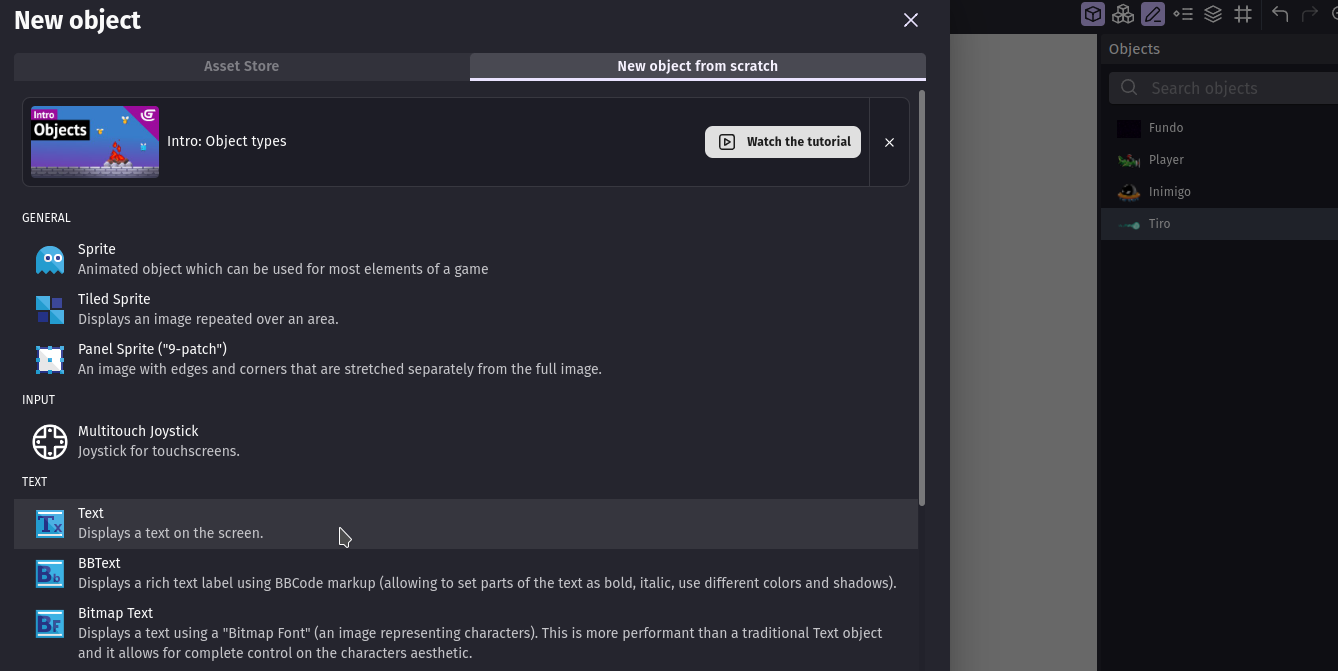 New object
Asset Store
New object from scratch
Intro
Objects
Intro: Object types
Watch the tutorial
GENERAL
Sprite
Animated object which can be used for most elements of a game
Tiled Sprite
Displays an image repeated over an area.
Panel Sprite ("9-patch")
An image with edges and corners that are stretched separately from the full image.
INPUT
Multitouch Joystick
Joystick for touchscreens.
TEXT
Tx
Text
Displays a text on the screen.
Bb
BBText
Displays a rich text label using BBCode markup (allowing to set parts of the text as bold, italic, use different colors and shadows).
BF
Bitmap Text
Displays a text using a "Bitmap Font" (an image representing characters). This is more performant than a traditional Text object
and it allows for complete control on the characters aesthetic.
Objects
Search objects
Fundo
Player
Inimigo
Tiro